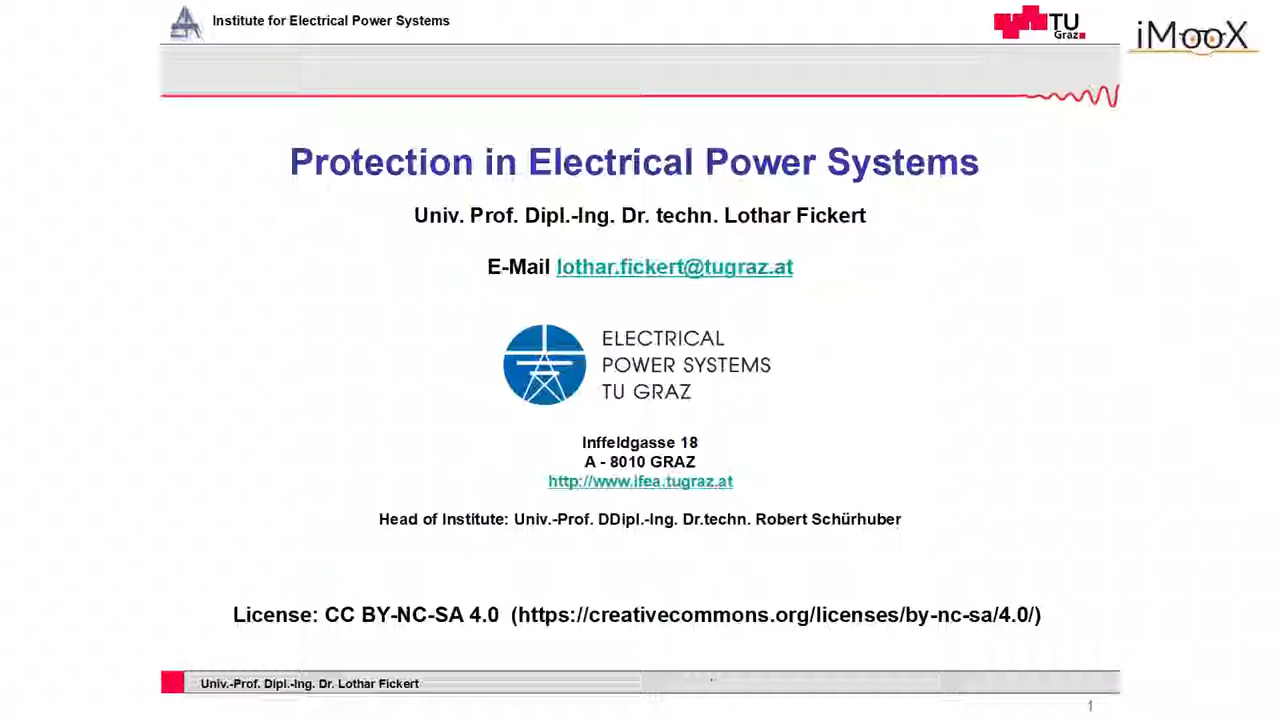 Institute for Electrical Power Systems
TU
Graz
iMooX
Protection in Electrical Power Systems
Univ. Prof. Dipl.-Ing. Dr. techn. Lothar Fickert
E-Mail lothar.fickert@tugraz.at
ELECTRICAL
POWER SYSTEMS
TU GRAZ
Inffeldgasse 18
A - 8010 GRAZ
http://www.ifea.tugraz.at
Head of Institute: Univ.-Prof. DDipl.-Ing. Dr.techn. Robert Schürhuber
License: CC BY-NC-SA 4.0 (https://creativecommons.org/licenses/by-nc-sa/4.0/)
Univ.-Prof. Dipl.-Ing. Dr. Lothar Fickert
1